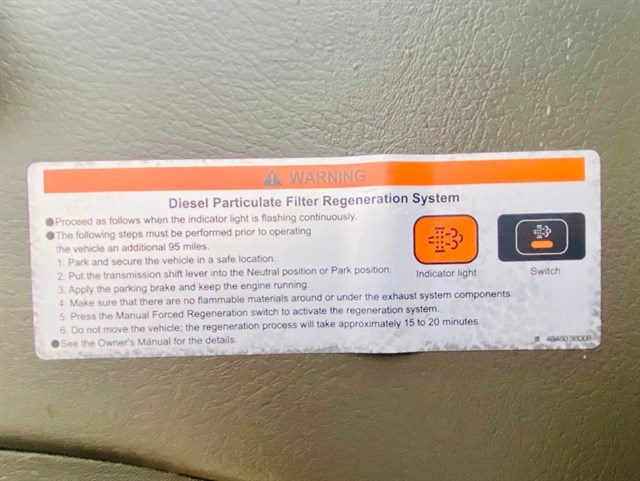 WARNING
Diesel Particulate Filter Regeneration System
●Proceed as follows when the indicator light is flashing continuously.
●The following steps must be performed prior to operating
the vehicle an additional 95 miles.
1. Park and secure the vehicle in a safe location.
2. Put the transmission shift lever into the Neutral position or Park position.
3. Apply the parking brake and keep the engine running.
4. Make sure that there are no flammable materials around or under the exhaust system components.
5. Press the Manual Forced Regeneration switch to activate the regeneration system.
6. Do not move the vehicle; the regeneration process will take approximately 15 to 20 minutes.
●See the Owner's Manual for the details.
Indicator light
Switch